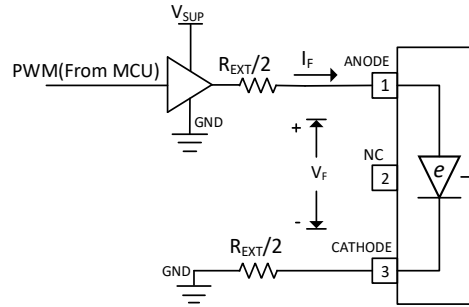 V_SUP
PWM(From MCU)
R_EXT/2
I_F
ANODE
1
GND
+
NC
2
V_F
e
-
R_EXT/2
CATHODE
GND
3